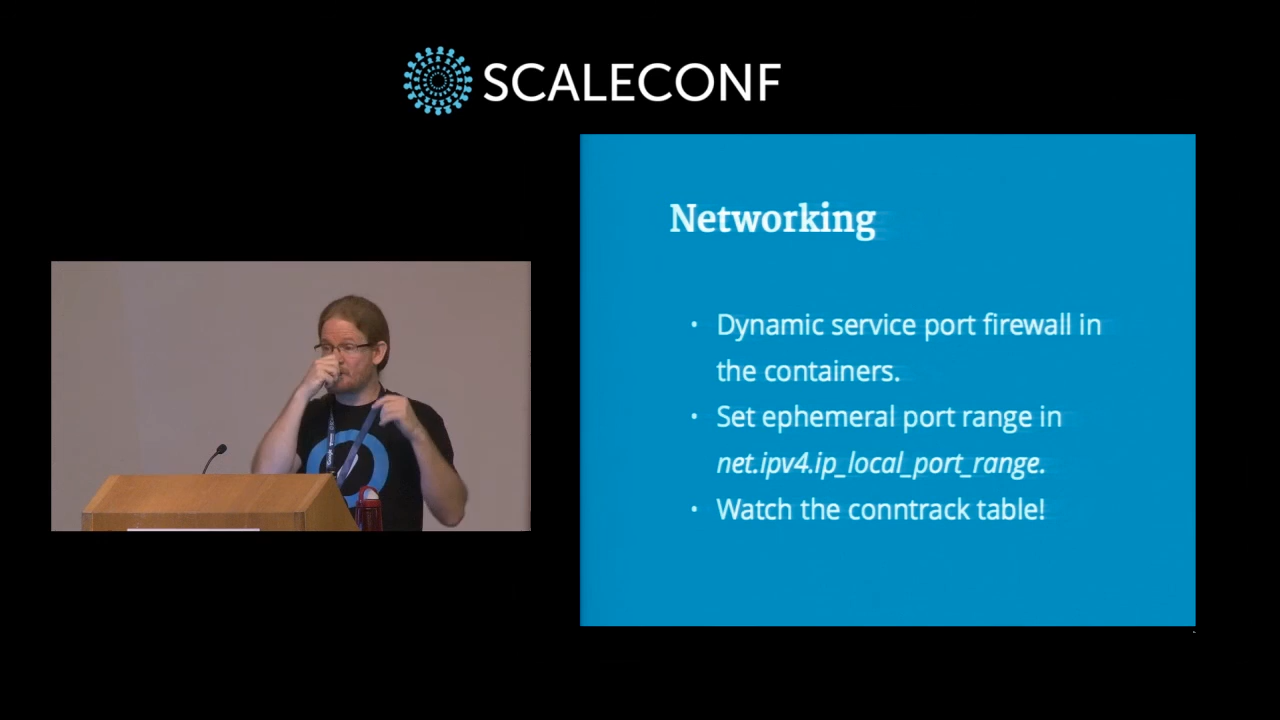 SCALECONF
Networking
• Dynamic service port firewall in
the containers.
• Set ephemeral port range in
net.ipv4.ip_local_port_range.
• Watch the conntrack table!